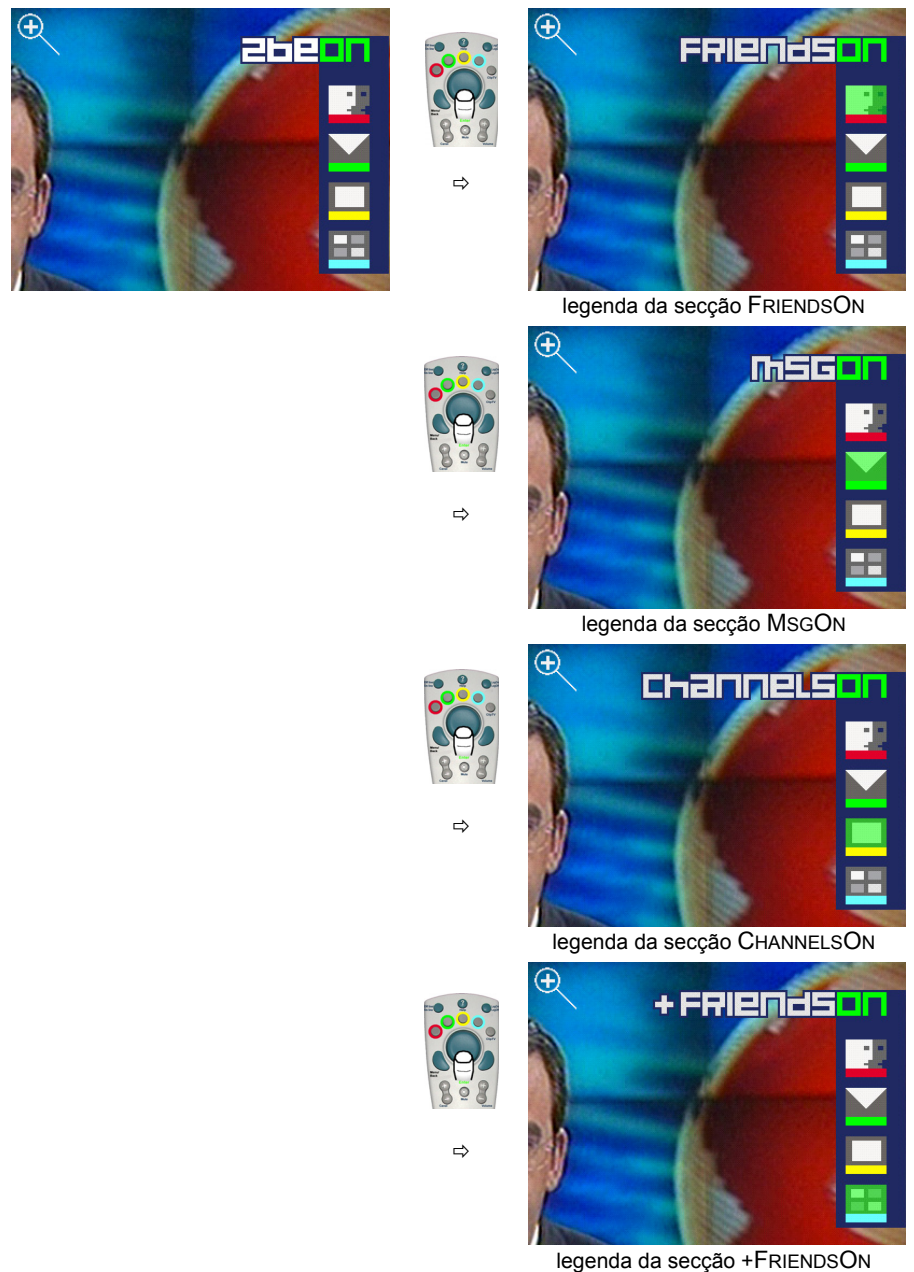 2beon
FRIENDSON
legenda da secção FRIENDSON
MSGON
legenda da secção MSGON
CHANNELSON
legenda da secção CHANNELSON
+FRIENDSON
legenda da secção +FRIENDSON